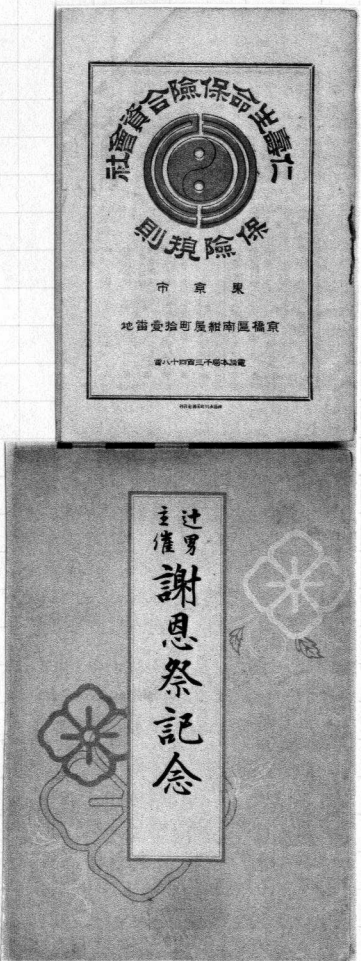 仁壽生命保險合資會社
保險規則
東京市
京橋區南紺屋町拾壹番地
電話本局千三百四十八番
辻男
主催
謝恩祭記念